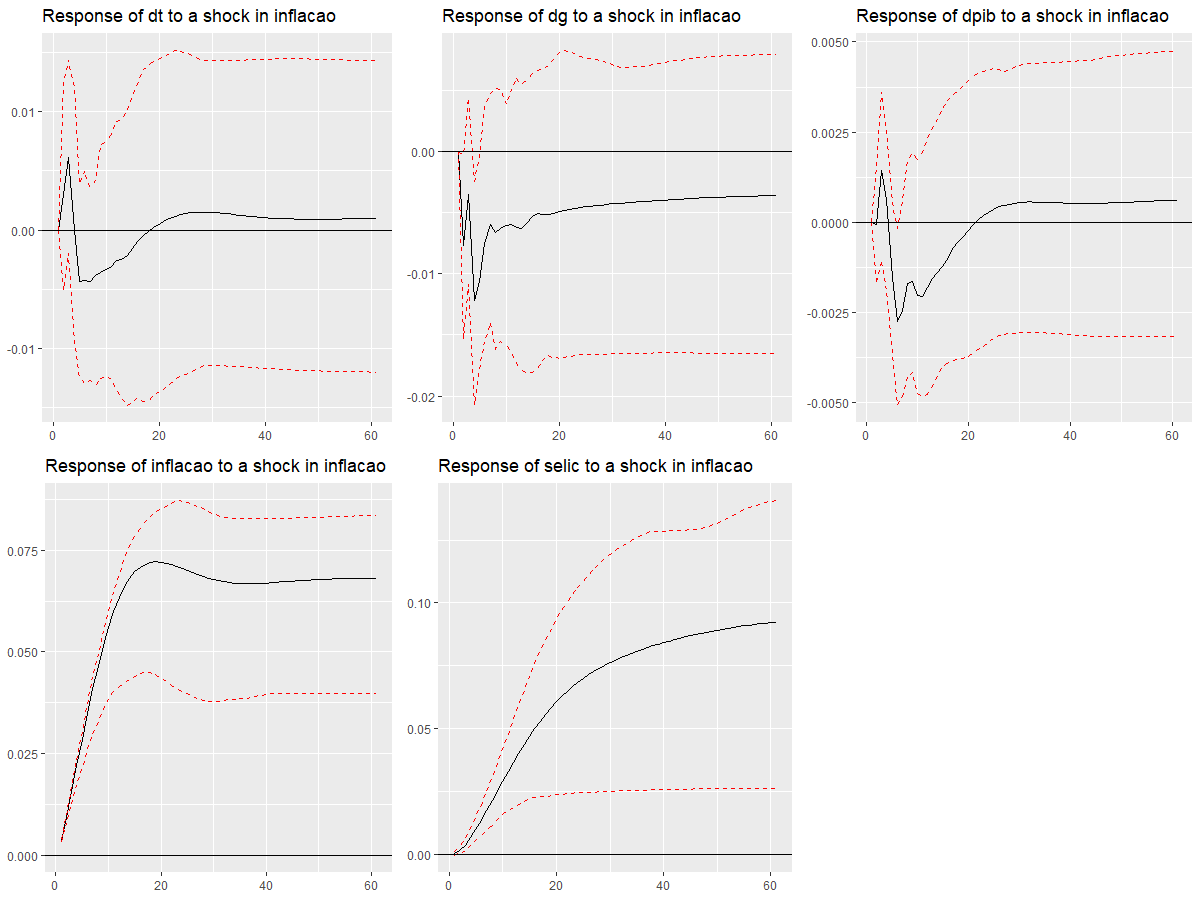 Response of dt to a shock in inflacao
0.01
0.00
-0.01
0 20 40 60
Response of dg to a shock in inflacao
0.00
-0.01
-0.02
0 20 40 60
Response of dpib to a shock in inflacao
0.0050
0.0025
0.0000
-0.0025
-0.0050
0 20 40 60
Response of inflacao to a shock in inflacao
0.075
0.050
0.025
0.000
0 20 40 60
Response of selic to a shock in inflacao
0.10
0.05
0.00
0 20 40 60